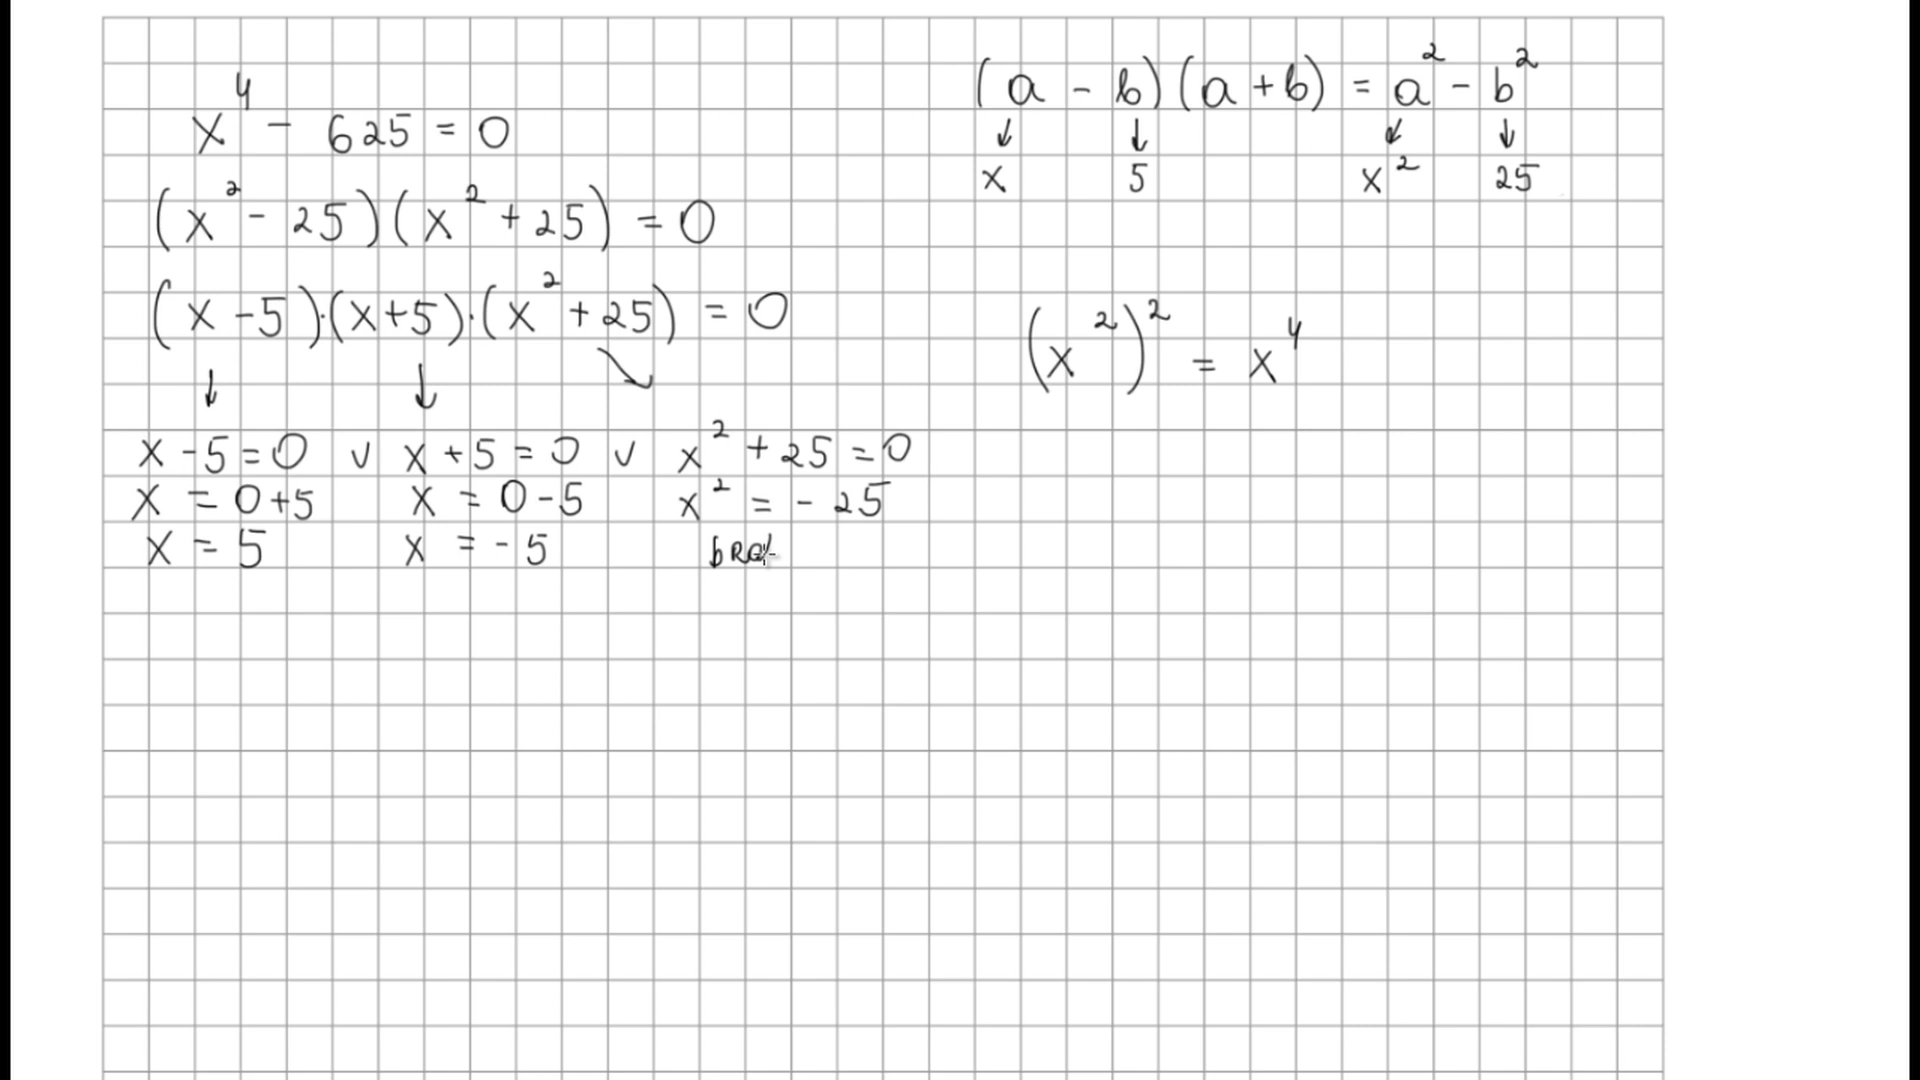 x⁴ - 625 = 0
(x² - 25)(x² + 25) = 0
(x - 5)·(x + 5)·(x² + 25) = 0
↓ ↓ ↘
x - 5 = 0 v x + 5 = 0 v x² + 25 = 0
x = 0 + 5 x = 0 - 5 x² = - 25
x = 5 x = - 5 brak
(a - b)(a + b) = a² - b²
↓ ↓ ↙ ↓
x 5 x² 25
(x²)² = x⁴